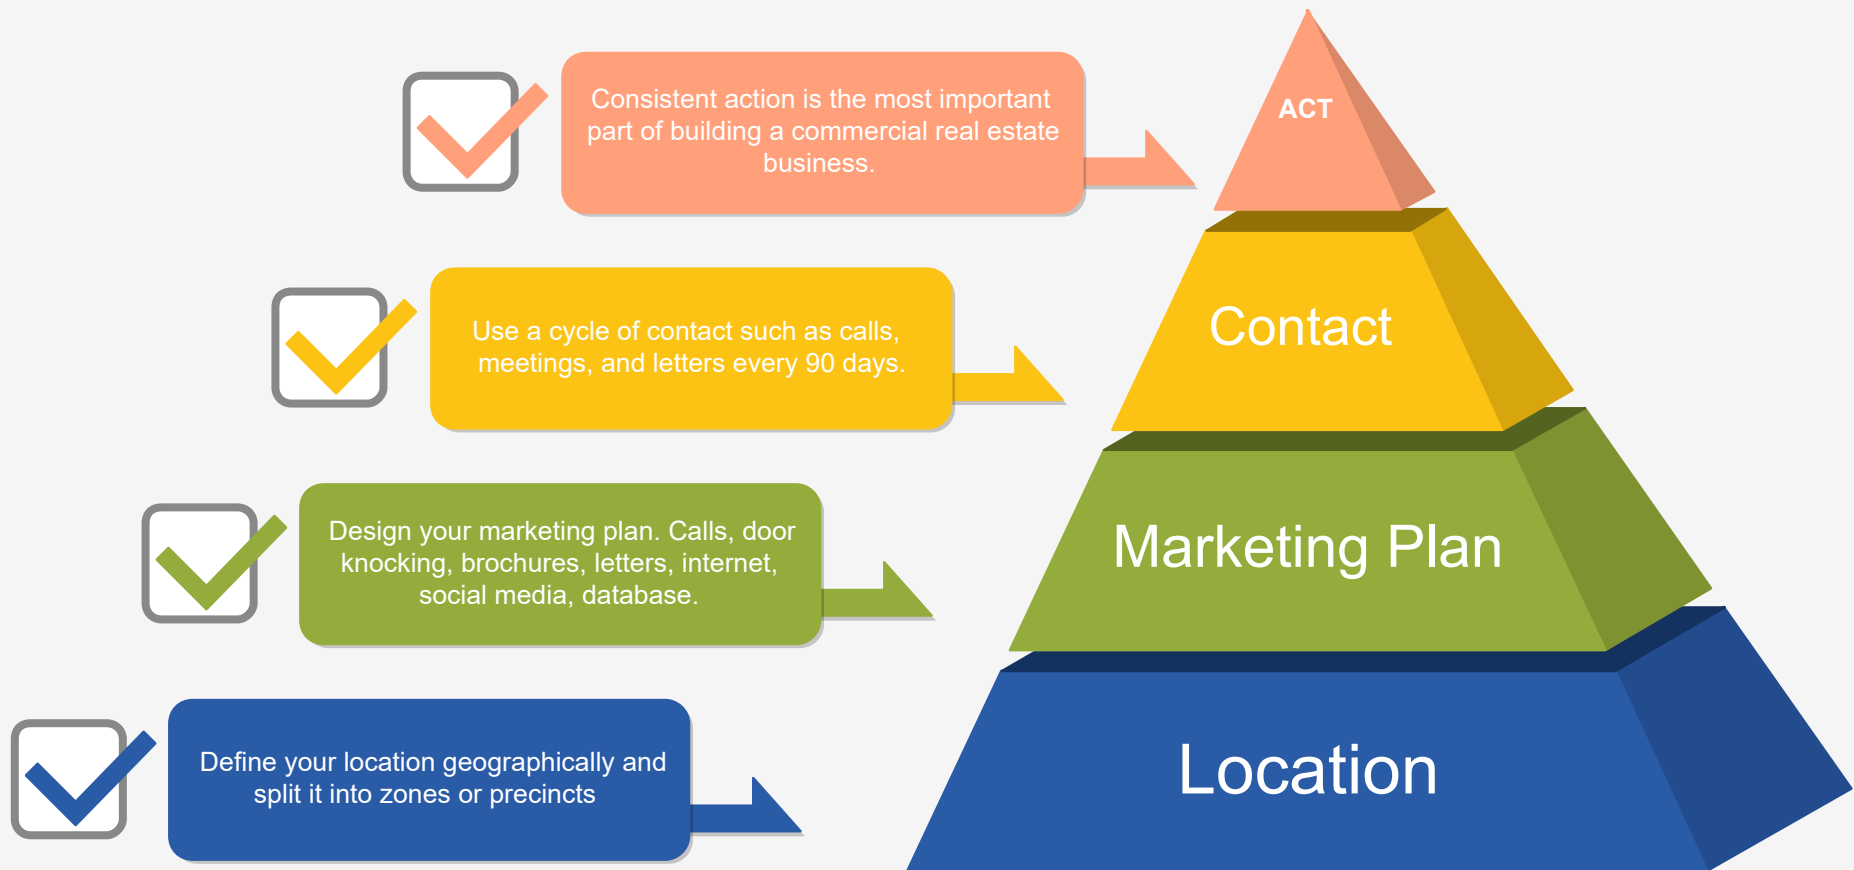 Consistent action is the most important
part of building a commercial real estate
business.
ACT
Use a cycle of contact such as calls,
meetings, and letters every 90 days.
Contact
Design your marketing plan. Calls, door
knocking, brochures, letters, internet,
social media, database.
Marketing Plan
Define your location geographically and
split it into zones or precincts
Location